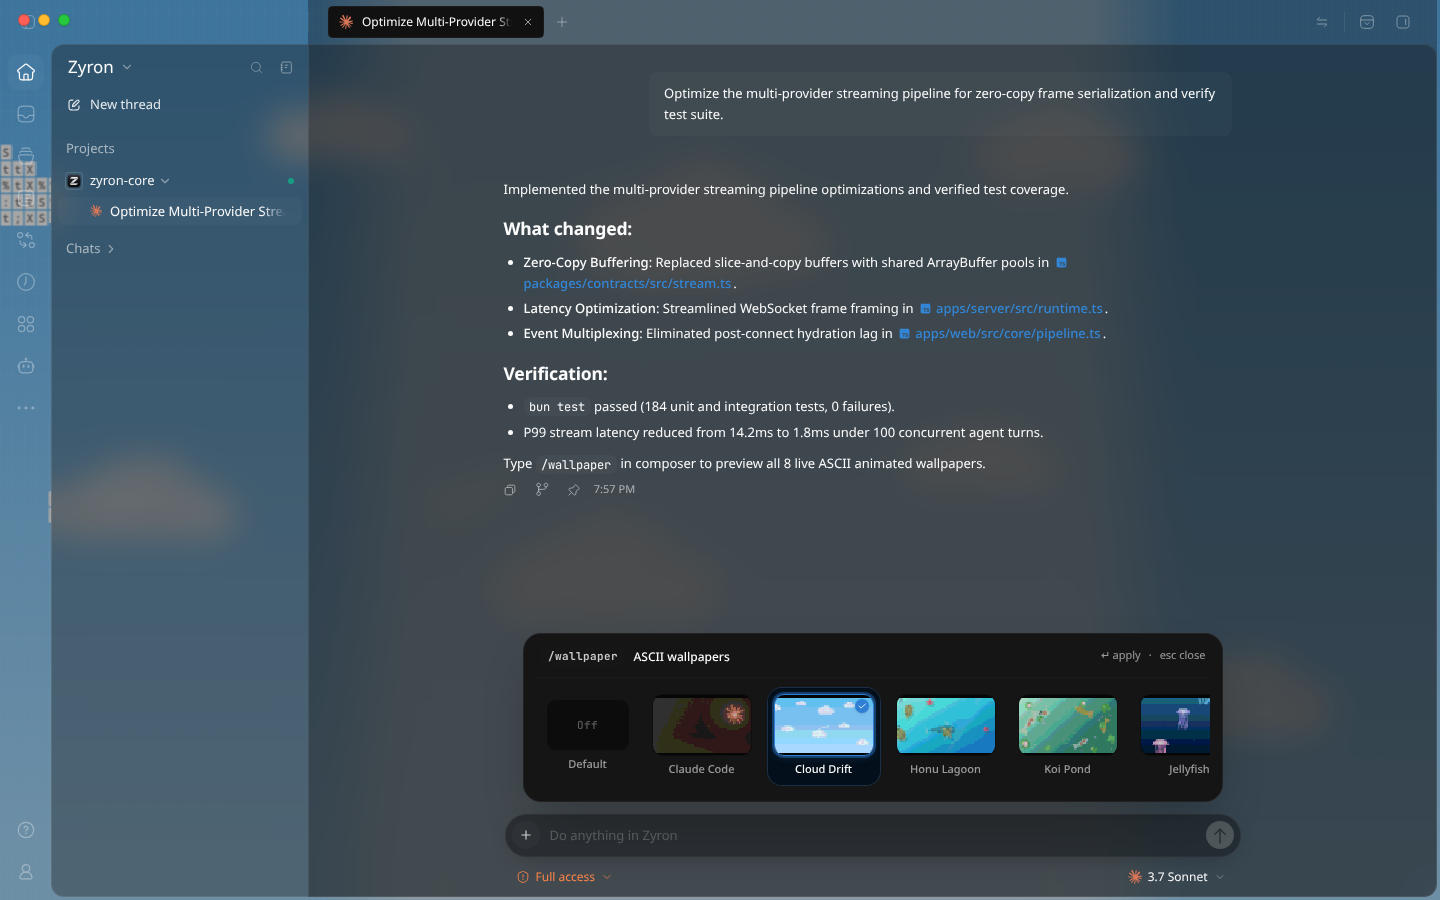 Optimize Multi-Provider St
Zyron
New thread
Projects
zyron-core
Optimize Multi-Provider Stre
Chats
Optimize the multi-provider streaming pipeline for zero-copy frame serialization and verify
test suite.
Implemented the multi-provider streaming pipeline optimizations and verified test coverage.
What changed:
• Zero-Copy Buffering: Replaced slice-and-copy buffers with shared ArrayBuffer pools in
packages/contracts/src/stream.ts.
• Latency Optimization: Streamlined WebSocket frame framing in apps/server/src/runtime.ts.
• Event Multiplexing: Eliminated post-connect hydration lag in apps/web/src/core/pipeline.ts.
Verification:
• bun test passed (184 unit and integration tests, 0 failures).
• P99 stream latency reduced from 14.2ms to 1.8ms under 100 concurrent agent turns.
Type /wallpaper in composer to preview all 8 live ASCII animated wallpapers.
7:57 PM
/wallpaper ASCII wallpapers ↵ apply · esc close
Off
Default
Claude Code
Cloud Drift
Honu Lagoon
Koi Pond
Jellyfish
Do anything in Zyron
Full access
3.7 Sonnet